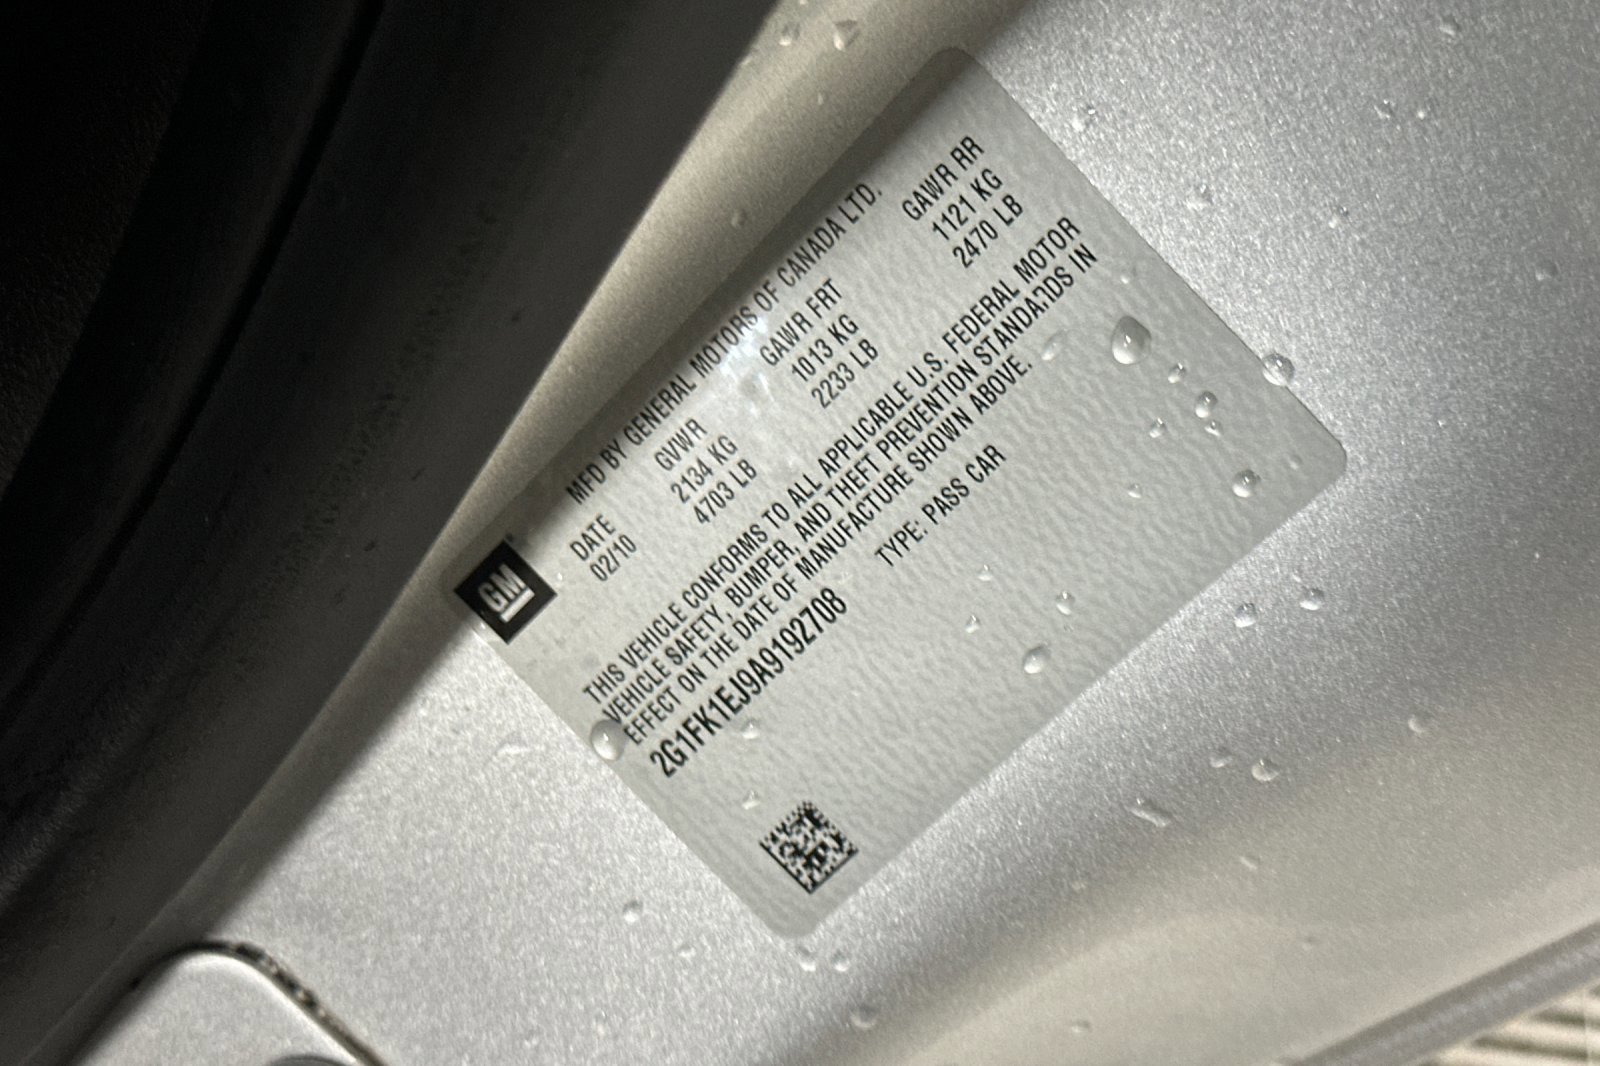 GM
MFD BY GENERAL MOTORS OF CANADA LTD.
DATE GVWR GAWR FRT GAWR RR
02/10 2134 KG 1013 KG 1121 KG
4703 LB 2233 LB 2470 LB
THIS VEHICLE CONFORMS TO ALL APPLICABLE U.S. FEDERAL MOTOR
VEHICLE SAFETY, BUMPER, AND THEFT PREVENTION STANDARDS IN
EFFECT ON THE DATE OF MANUFACTURE SHOWN ABOVE.
2G1FK1EJ9A9192708 TYPE: PASS CAR